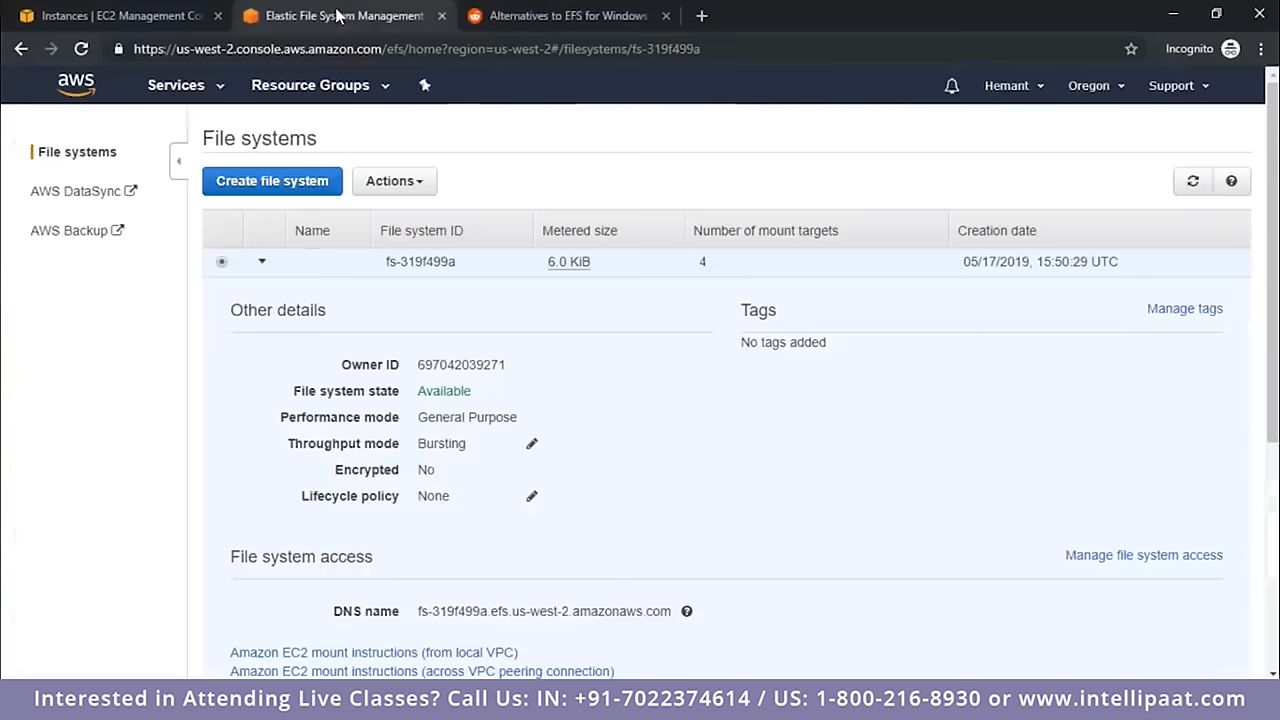 Instances | EC2 Management Co
Elastic File System Management
Alternatives to EFS for Windows
https://us-west-2.console.aws.amazon.com/efs/home?region=us-west-2#/filesystems/fs-319f499a
Incognito
aws
Services
Resource Groups
Hemant
Oregon
Support
File systems
AWS DataSync
AWS Backup
File systems
Create file system
Actions
Name
File system ID
Metered size
Number of mount targets
Creation date
fs-319f499a
6.0 KiB
4
05/17/2019, 15:50:29 UTC
Other details
Owner ID 697042039271
File system state Available
Performance mode General Purpose
Throughput mode Bursting
Encrypted No
Lifecycle policy None
Tags
Manage tags
No tags added
File system access
Manage file system access
DNS name fs-319f499a.efs.us-west-2.amazonaws.com
Amazon EC2 mount instructions (from local VPC)
Amazon EC2 mount instructions (across VPC peering connection)
Interested in Attending Live Classes? Call Us: IN: +91-7022374614 / US: 1-800-216-8930 or www.intellipaat.com